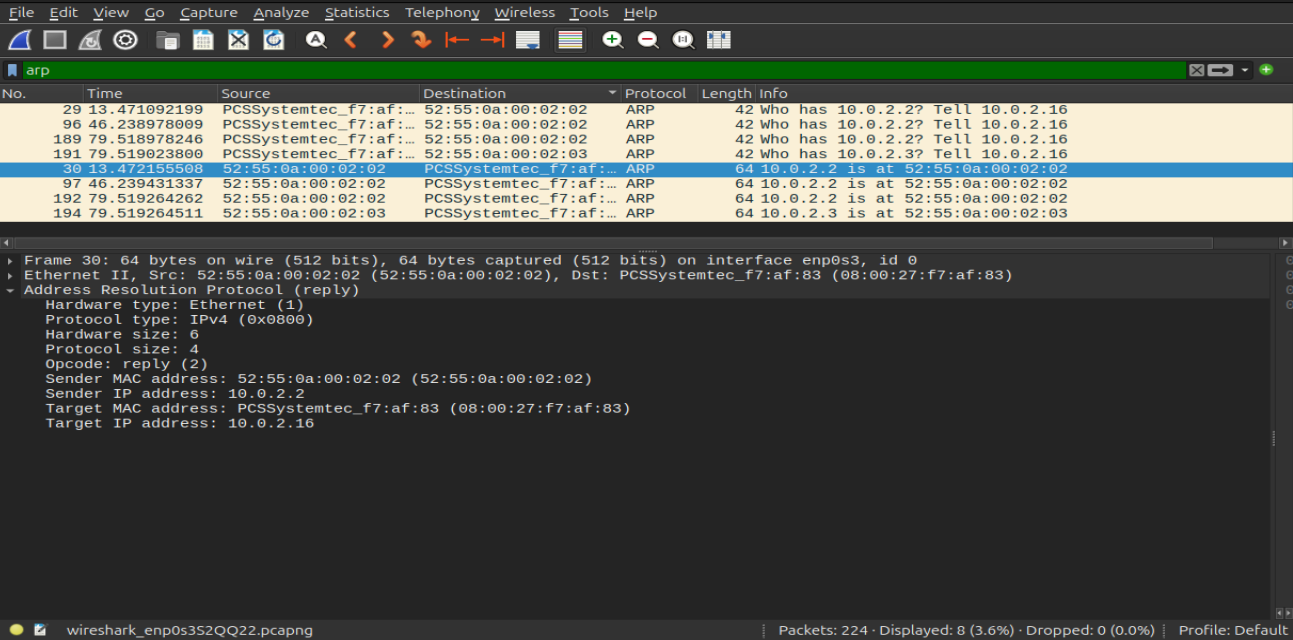 File Edit View Go Capture Analyze Statistics Telephony Wireless Tools Help
arp
No. Time Source Destination Protocol Length Info
29 13.471092199 PCSSystemtec_f7:af:… 52:55:0a:00:02:02 ARP 42 Who has 10.0.2.2? Tell 10.0.2.16
96 46.238978009 PCSSystemtec_f7:af:… 52:55:0a:00:02:02 ARP 42 Who has 10.0.2.2? Tell 10.0.2.16
189 79.518978246 PCSSystemtec_f7:af:… 52:55:0a:00:02:02 ARP 42 Who has 10.0.2.2? Tell 10.0.2.16
191 79.519023800 PCSSystemtec_f7:af:… 52:55:0a:00:02:03 ARP 42 Who has 10.0.2.3? Tell 10.0.2.16
30 13.472155508 52:55:0a:00:02:02 PCSSystemtec_f7:af:… ARP 64 10.0.2.2 is at 52:55:0a:00:02:02
97 46.239431337 52:55:0a:00:02:02 PCSSystemtec_f7:af:… ARP 64 10.0.2.2 is at 52:55:0a:00:02:02
192 79.519264262 52:55:0a:00:02:02 PCSSystemtec_f7:af:… ARP 64 10.0.2.2 is at 52:55:0a:00:02:02
194 79.519264511 52:55:0a:00:02:03 PCSSystemtec_f7:af:… ARP 64 10.0.2.3 is at 52:55:0a:00:02:03
Frame 30: 64 bytes on wire (512 bits), 64 bytes captured (512 bits) on interface enp0s3, id 0
Ethernet II, Src: 52:55:0a:00:02:02 (52:55:0a:00:02:02), Dst: PCSSystemtec_f7:af:83 (08:00:27:f7:af:83)
Address Resolution Protocol (reply)
Hardware type: Ethernet (1)
Protocol type: IPv4 (0x0800)
Hardware size: 6
Protocol size: 4
Opcode: reply (2)
Sender MAC address: 52:55:0a:00:02:02 (52:55:0a:00:02:02)
Sender IP address: 10.0.2.2
Target MAC address: PCSSystemtec_f7:af:83 (08:00:27:f7:af:83)
Target IP address: 10.0.2.16
wireshark_enp0s3S2QQ22.pcapng Packets: 224 · Displayed: 8 (3.6%) · Dropped: 0 (0.0%) Profile: Default